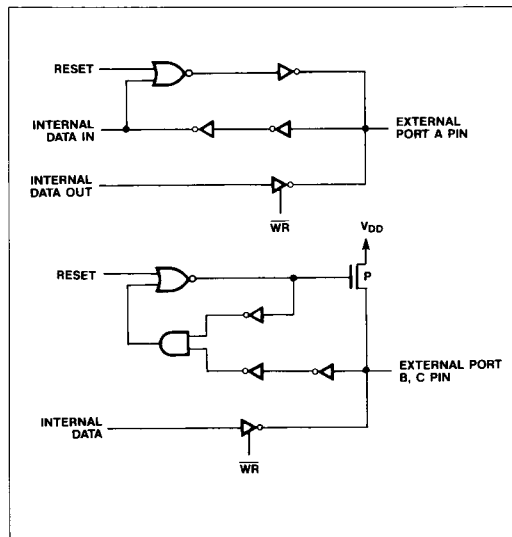 RESET
INTERNAL
DATA IN
EXTERNAL
PORT A PIN
INTERNAL
DATA OUT
WR
VDD
RESET
P
EXTERNAL PORT
B, C PIN
INTERNAL
DATA
WR